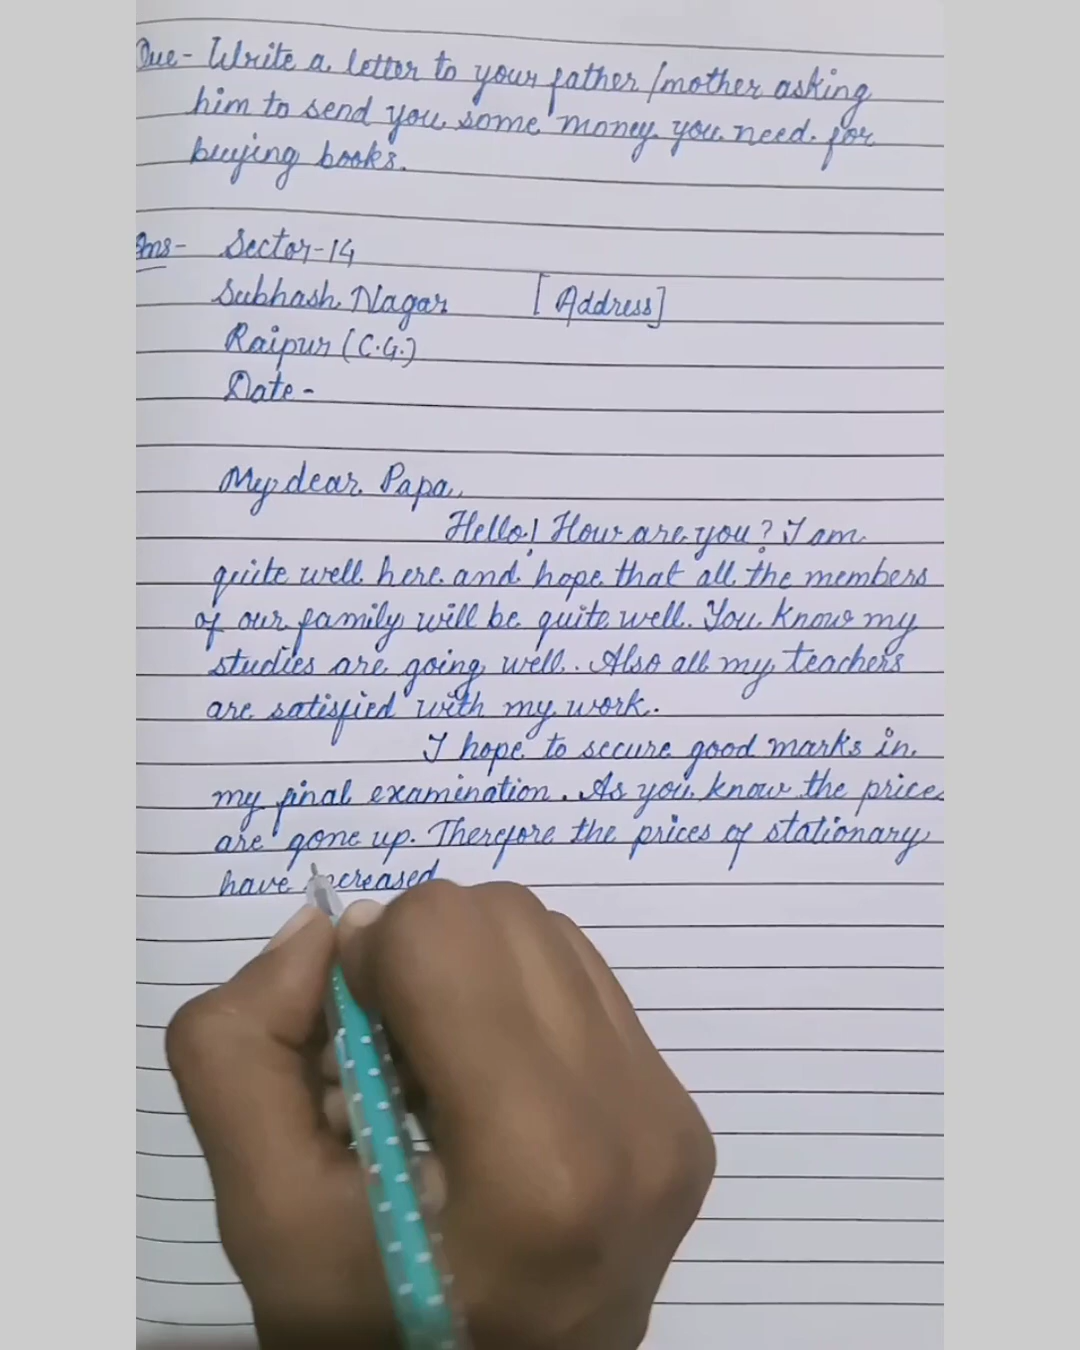 Que- Write a letter to your father/mother asking
him to send you some money you need for
buying books.
Ans- Sector-14
Subhash Nagar [Address]
Raipur (C.G.)
Date-
My dear Papa,
Hello! How are you? I am
quite well here and hope that all the members
of our family will be quite well. You know my
studies are going well. Also all my teachers
are satisfied with my work.
I hope to secure good marks in
my final examination. As you know the prices
are gone up. Therefore the prices of stationary
have increased